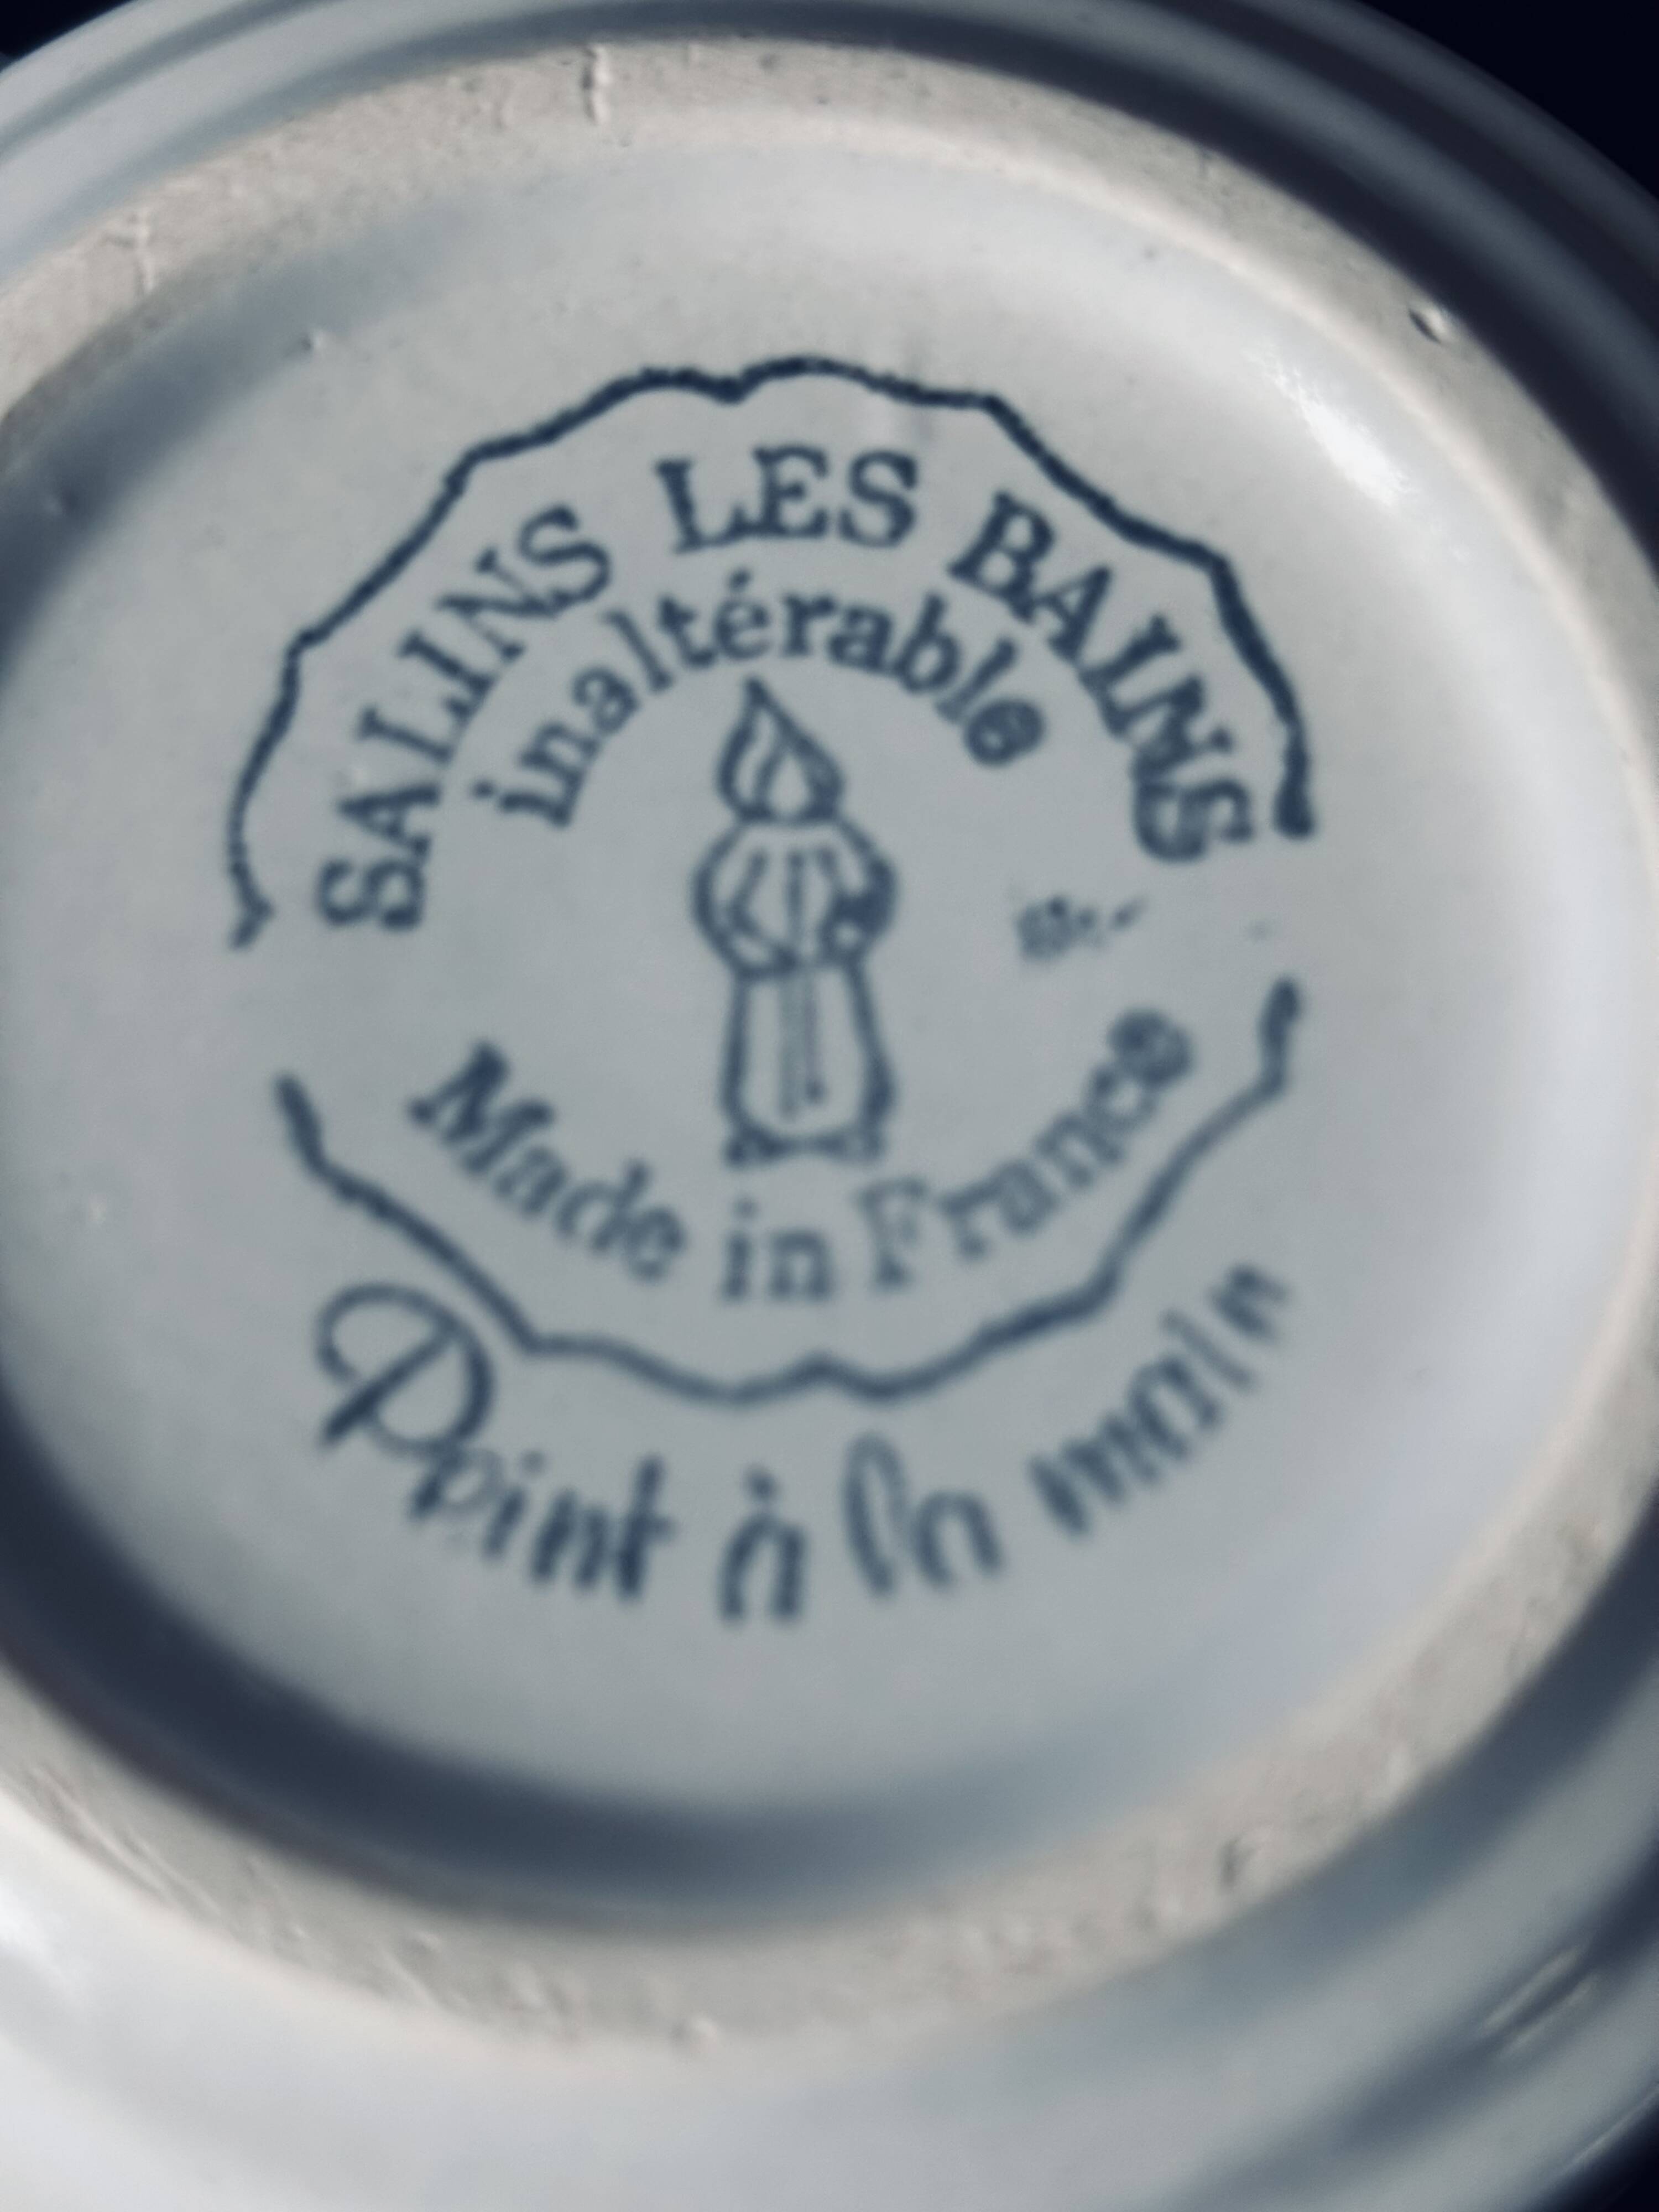 SALINS LES BAINS
inaltérable
Made in France
Peint à la main